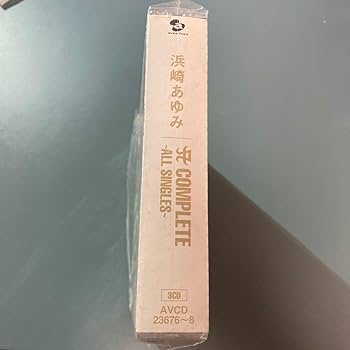 浜崎あゆみ
A COMPLETE
~ALL SINGLES~
3CD
AVCD
23676~8